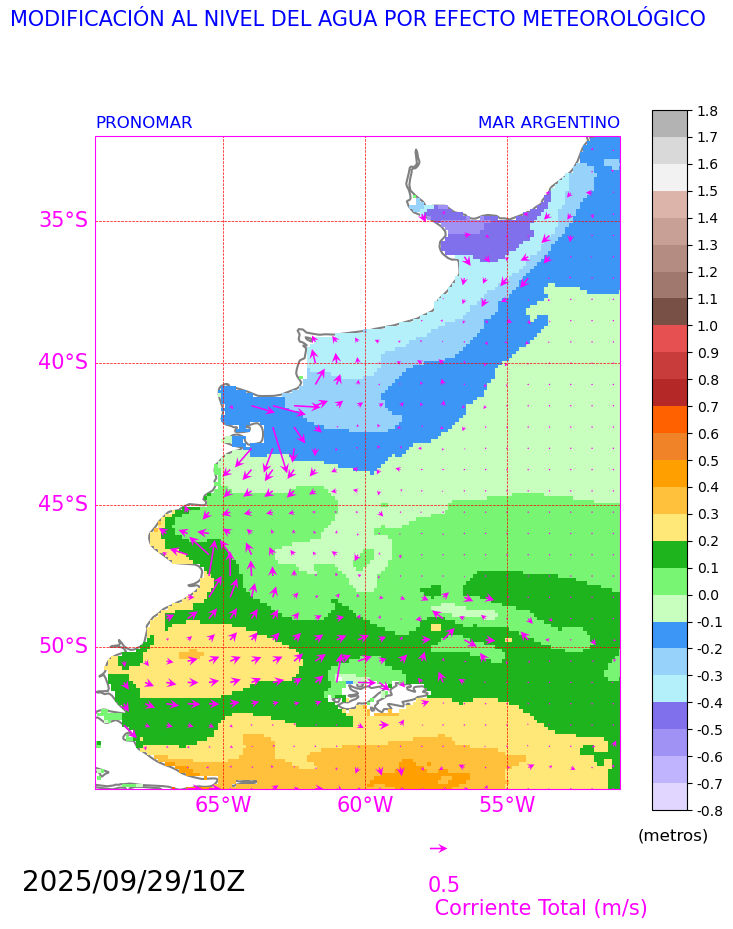 MODIFICACIÓN AL NIVEL DEL AGUA POR EFECTO METEOROLÓGICO
PRONOMAR MAR ARGENTINO
1.8
1.7
1.6
1.5
1.4
1.3
1.2
1.1
1.0
0.9
0.8
0.7
0.6
0.5
0.4
0.3
0.2
0.1
0.0
-0.1
-0.2
-0.3
-0.4
-0.5
-0.6
-0.7
-0.8
(metros)
35°S
40°S
45°S
50°S
65°W 60°W 55°W
2025/09/29/10Z
0.5
Corriente Total (m/s)